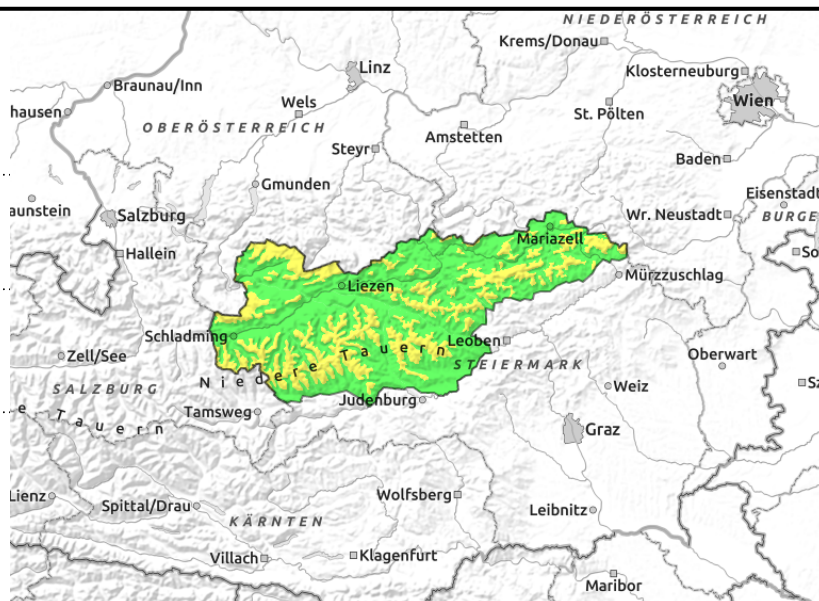 NIEDERÖSTERREICH
Krems/Donau
Linz
Klosterneuburg
Braunau/Inn
Wels
Wien
hausen
St. Pölten
OBERÖSTERREICH
Amstetten
Steyr
Baden
Gmunden
Eisenstadt
aunstein
Salzburg
Wr. Neustadt
BURGE
Mariazell
Hallein
So
Mürzzuschlag
Liezen
Schladming
Leoben
Zell/See
Niedere Tauern
STEIERMARK
Oberwart
SALZBURG
Weiz
Sz
Tamsweg
Judenburg
e Tauern
Graz
Lienz
Wolfsberg
Spittal/Drau
Leibnitz
KÄRNTEN
Villach
Klagenfurt
Maribor